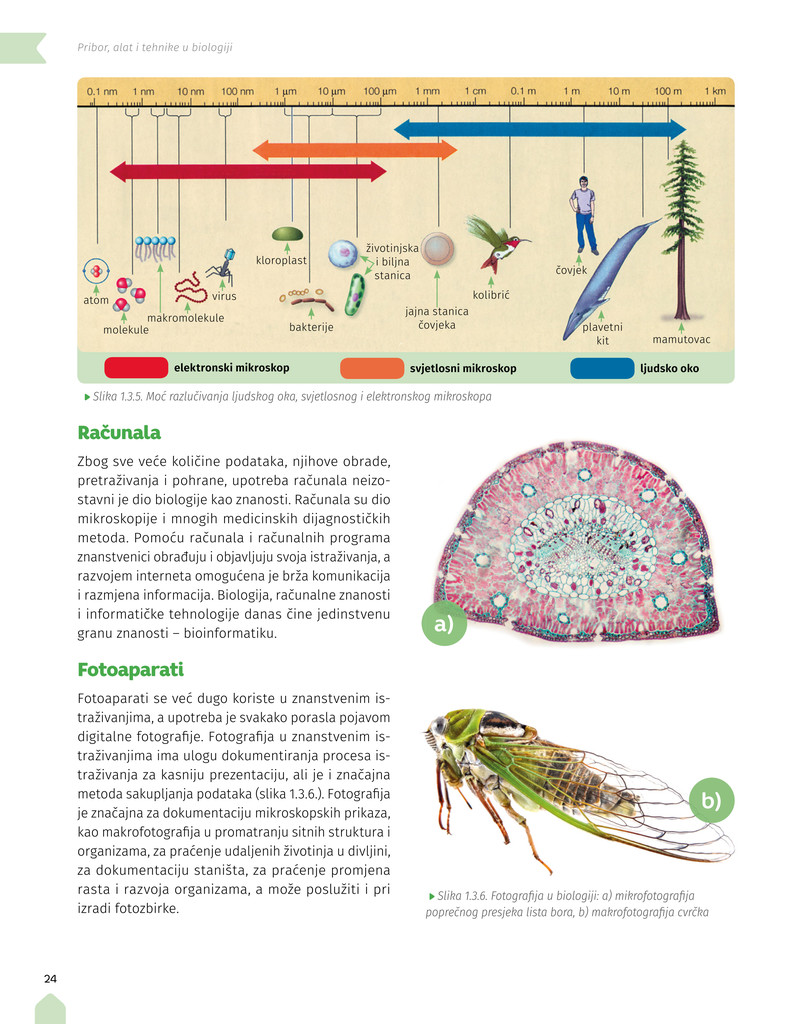 Pribor, alat i tehnike u biologiji
0.1 nm 1 nm 10 nm 100 nm 1 µm 10 µm 100 µm 1 mm 1 cm 0.1 m 1 m 10 m 100 m 1 km
atom
molekule
makromolekule
virus
kloroplast
bakterije
životinjska
i biljna
stanica
jajna stanica
čovjeka
kolibrić
čovjek
plavetni
kit
mamutovac
elektronski mikroskop
svjetlosni mikroskop
ljudsko oko
Slika 1.3.5. Moć razlučivanja ljudskog oka, svjetlosnog i elektronskog mikroskopa
Računala
Zbog sve veće količine podataka, njihove obrade,
pretraživanja i pohrane, upotreba računala neizo-
stavni je dio biologije kao znanosti. Računala su dio
mikroskopije i mnogih medicinskih dijagnostičkih
metoda. Pomoću računala i računalnih programa
znanstvenici obrađuju i objavljuju svoja istraživanja, a
razvojem interneta omogućena je brža komunikacija
i razmjena informacija. Biologija, računalne znanosti
i informatičke tehnologije danas čine jedinstvenu
granu znanosti – bioinformatiku.
Fotoaparati
Fotoaparati se već dugo koriste u znanstvenim is-
traživanjima, a upotreba je svakako porasla pojavom
digitalne fotografije. Fotografija u znanstvenim is-
traživanjima ima ulogu dokumentiranja procesa is-
traživanja za kasniju prezentaciju, ali je i značajna
metoda sakupljanja podataka (slika 1.3.6.). Fotografija
je značajna za dokumentaciju mikroskopskih prikaza,
kao makrofotografija u promatranju sitnih struktura i
organizama, za praćenje udaljenih životinja u divljini,
za dokumentaciju staništa, za praćenje promjena
rasta i razvoja organizama, a može poslužiti i pri
izradi fotozbirke.
a)
b)
Slika 1.3.6. Fotografija u biologiji: a) mikrofotografija
poprečnog presjeka lista bora, b) makrofotografija cvrčka
24